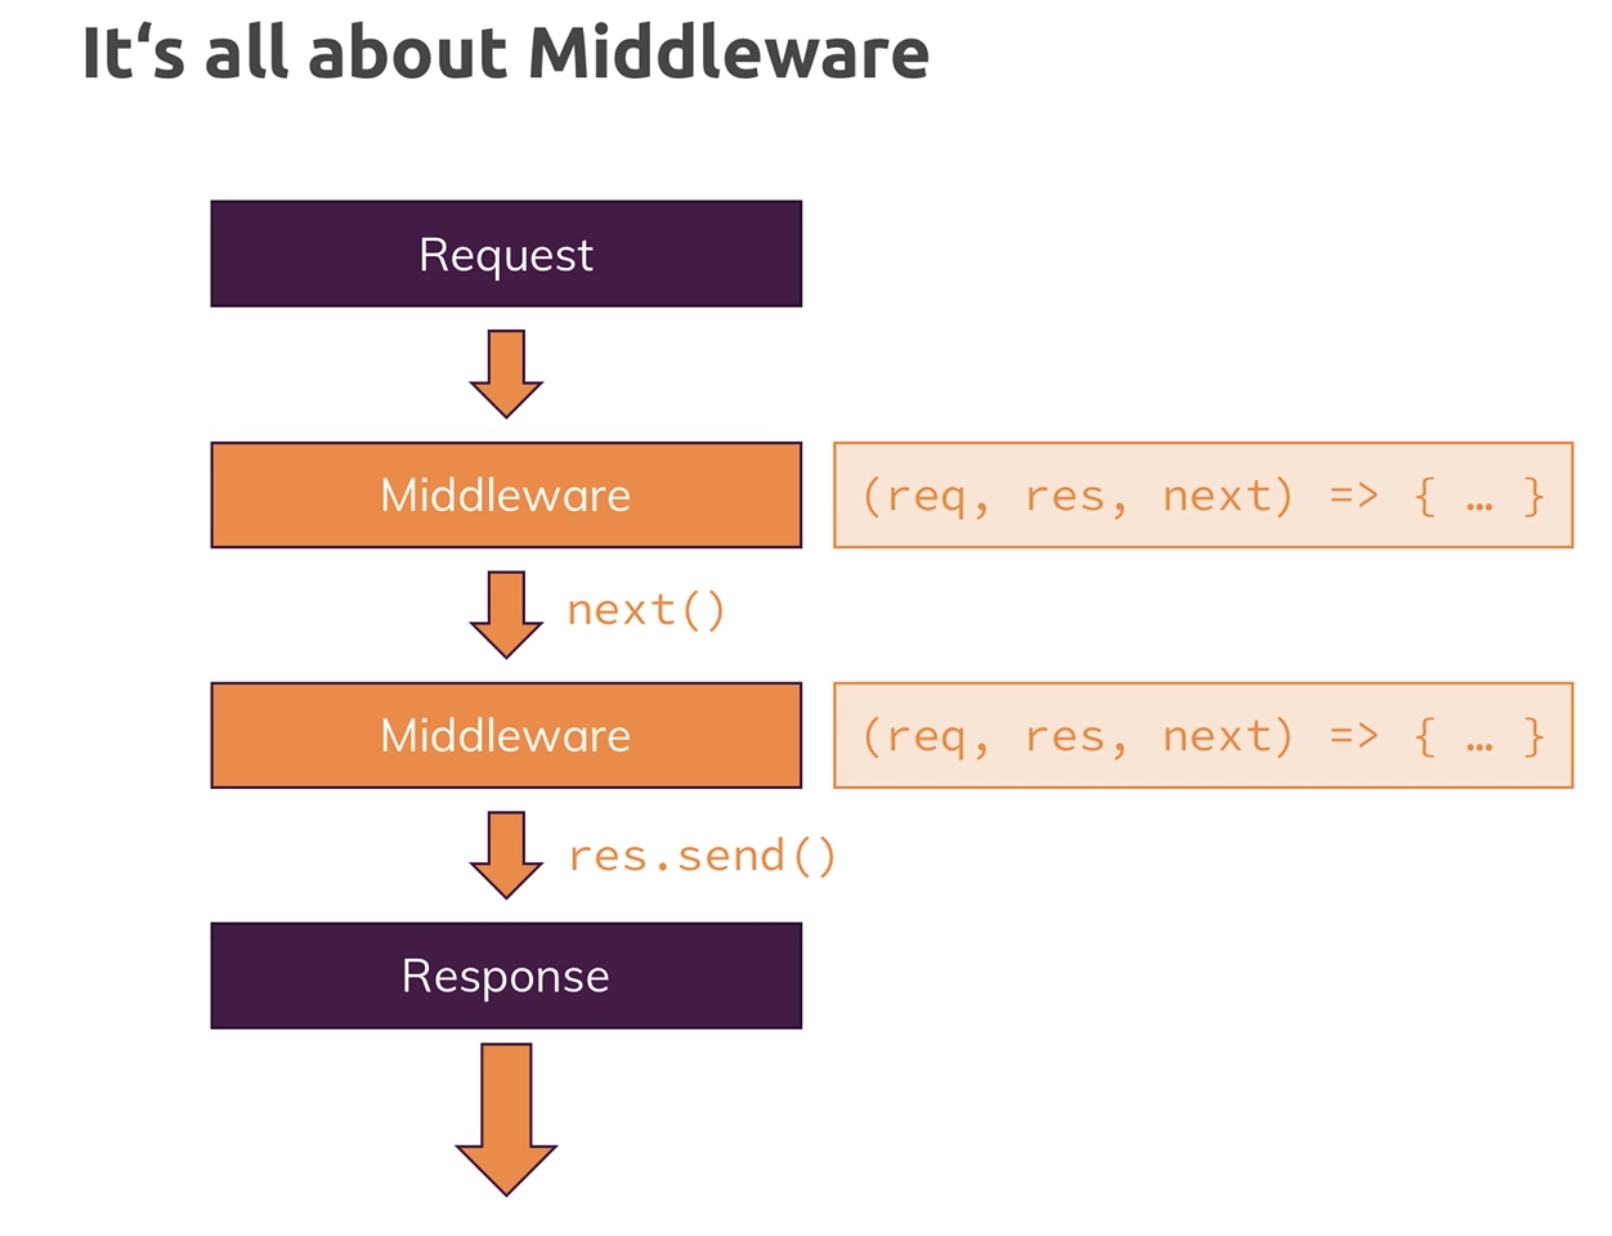 It‘s all about Middleware
Request
Middleware
(req, res, next) => { … }
next()
Middleware
(req, res, next) => { … }
res.send()
Response